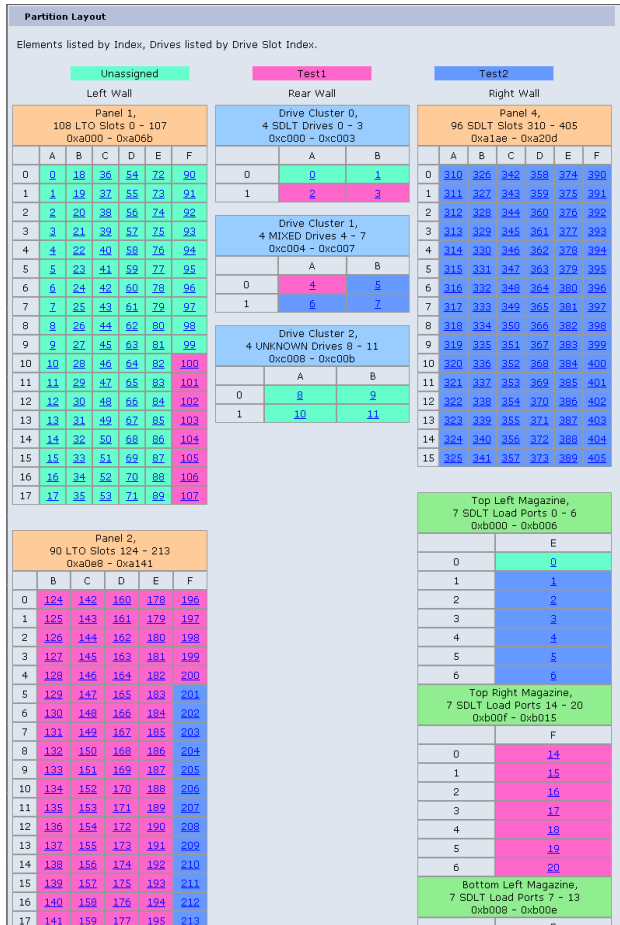 Partition Layout
Elements listed by Index, Drives listed by Drive Slot Index.
Unassigned
Test1
Test2
Left Wall
Rear Wall
Right Wall
Panel 1,
108 LTO Slots 0 - 107
0xa000 - 0xa06b
A B C D E F
0 0 18 36 54 72 90
1 1 19 37 55 73 91
2 2 20 38 56 74 92
3 3 21 39 57 75 93
4 4 22 40 58 76 94
5 5 23 41 59 77 95
6 6 24 42 60 78 96
7 7 25 43 61 79 97
8 8 26 44 62 80 98
9 9 27 45 63 81 99
10 10 28 46 64 82 100
11 11 29 47 65 83 101
12 12 30 48 66 84 102
13 13 31 49 67 85 103
14 14 32 50 68 86 104
15 15 33 51 69 87 105
16 16 34 52 70 88 106
17 17 35 53 71 89 107
Panel 2,
90 LTO Slots 124 - 213
0xa0e8 - 0xa141
B C D E F
0 124 142 160 178 196
1 125 143 161 179 197
2 126 144 162 180 198
3 127 145 163 181 199
4 128 146 164 182 200
5 129 147 165 183 201
6 130 148 166 184 202
7 131 149 167 185 203
8 132 150 168 186 204
9 133 151 169 187 205
10 134 152 170 188 206
11 135 153 171 189 207
12 136 154 172 190 208
13 137 155 173 191 209
14 138 156 174 192 210
15 139 157 175 193 211
16 140 158 176 194 212
17 141 159 177 195 213
Drive Cluster 0,
4 SDLT Drives 0 - 3
0xc000 - 0xc003
A B
0 0 1
1 2 3
Drive Cluster 1,
4 MIXED Drives 4 - 7
0xc004 - 0xc007
A B
0 4 5
1 6 7
Drive Cluster 2,
4 UNKNOWN Drives 8 - 11
0xc008 - 0xc00b
A B
0 8 9
1 10 11
Panel 4,
96 SDLT Slots 310 - 405
0xa1ae - 0xa20d
A B C D E F
0 310 326 342 358 374 390
1 311 327 343 359 375 391
2 312 328 344 360 376 392
3 313 329 345 361 377 393
4 314 330 346 362 378 394
5 315 331 347 363 379 395
6 316 332 348 364 380 396
7 317 333 349 365 381 397
8 318 334 350 366 382 398
9 319 335 351 367 383 399
10 320 336 352 368 384 400
11 321 337 353 369 385 401
12 322 338 354 370 386 402
13 323 339 355 371 387 403
14 324 340 356 372 388 404
15 325 341 357 373 389 405
Top Left Magazine,
7 SDLT Load Ports 0 - 6
0xb000 - 0xb006
E
0 0
1 1
2 2
3 3
4 4
5 5
6 6
Top Right Magazine,
7 SDLT Load Ports 14 - 20
0xb00f - 0xb015
F
0 14
1 15
2 16
3 17
4 18
5 19
6 20
Bottom Left Magazine,
7 SDLT Load Ports 7 - 13
0xb008 - 0xb00e